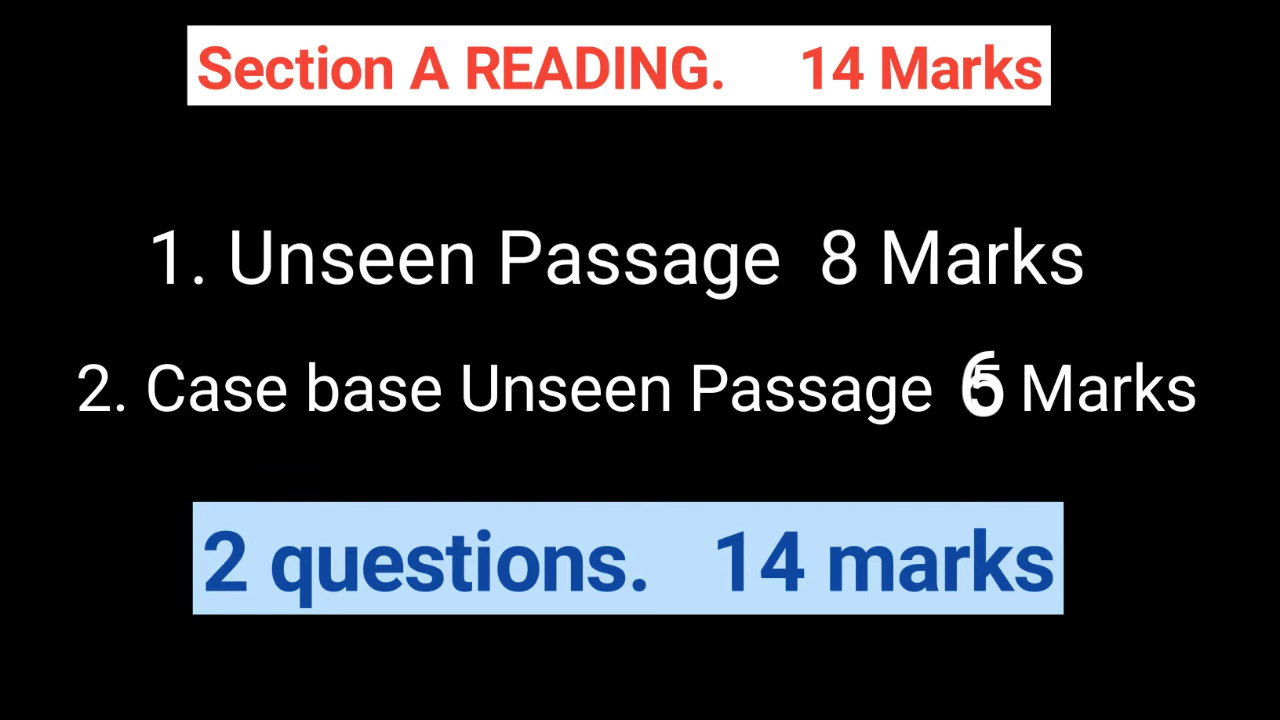 Section A READING. 14 Marks
1. Unseen Passage 8 Marks
2. Case base Unseen Passage 6 Marks
2 questions. 14 marks